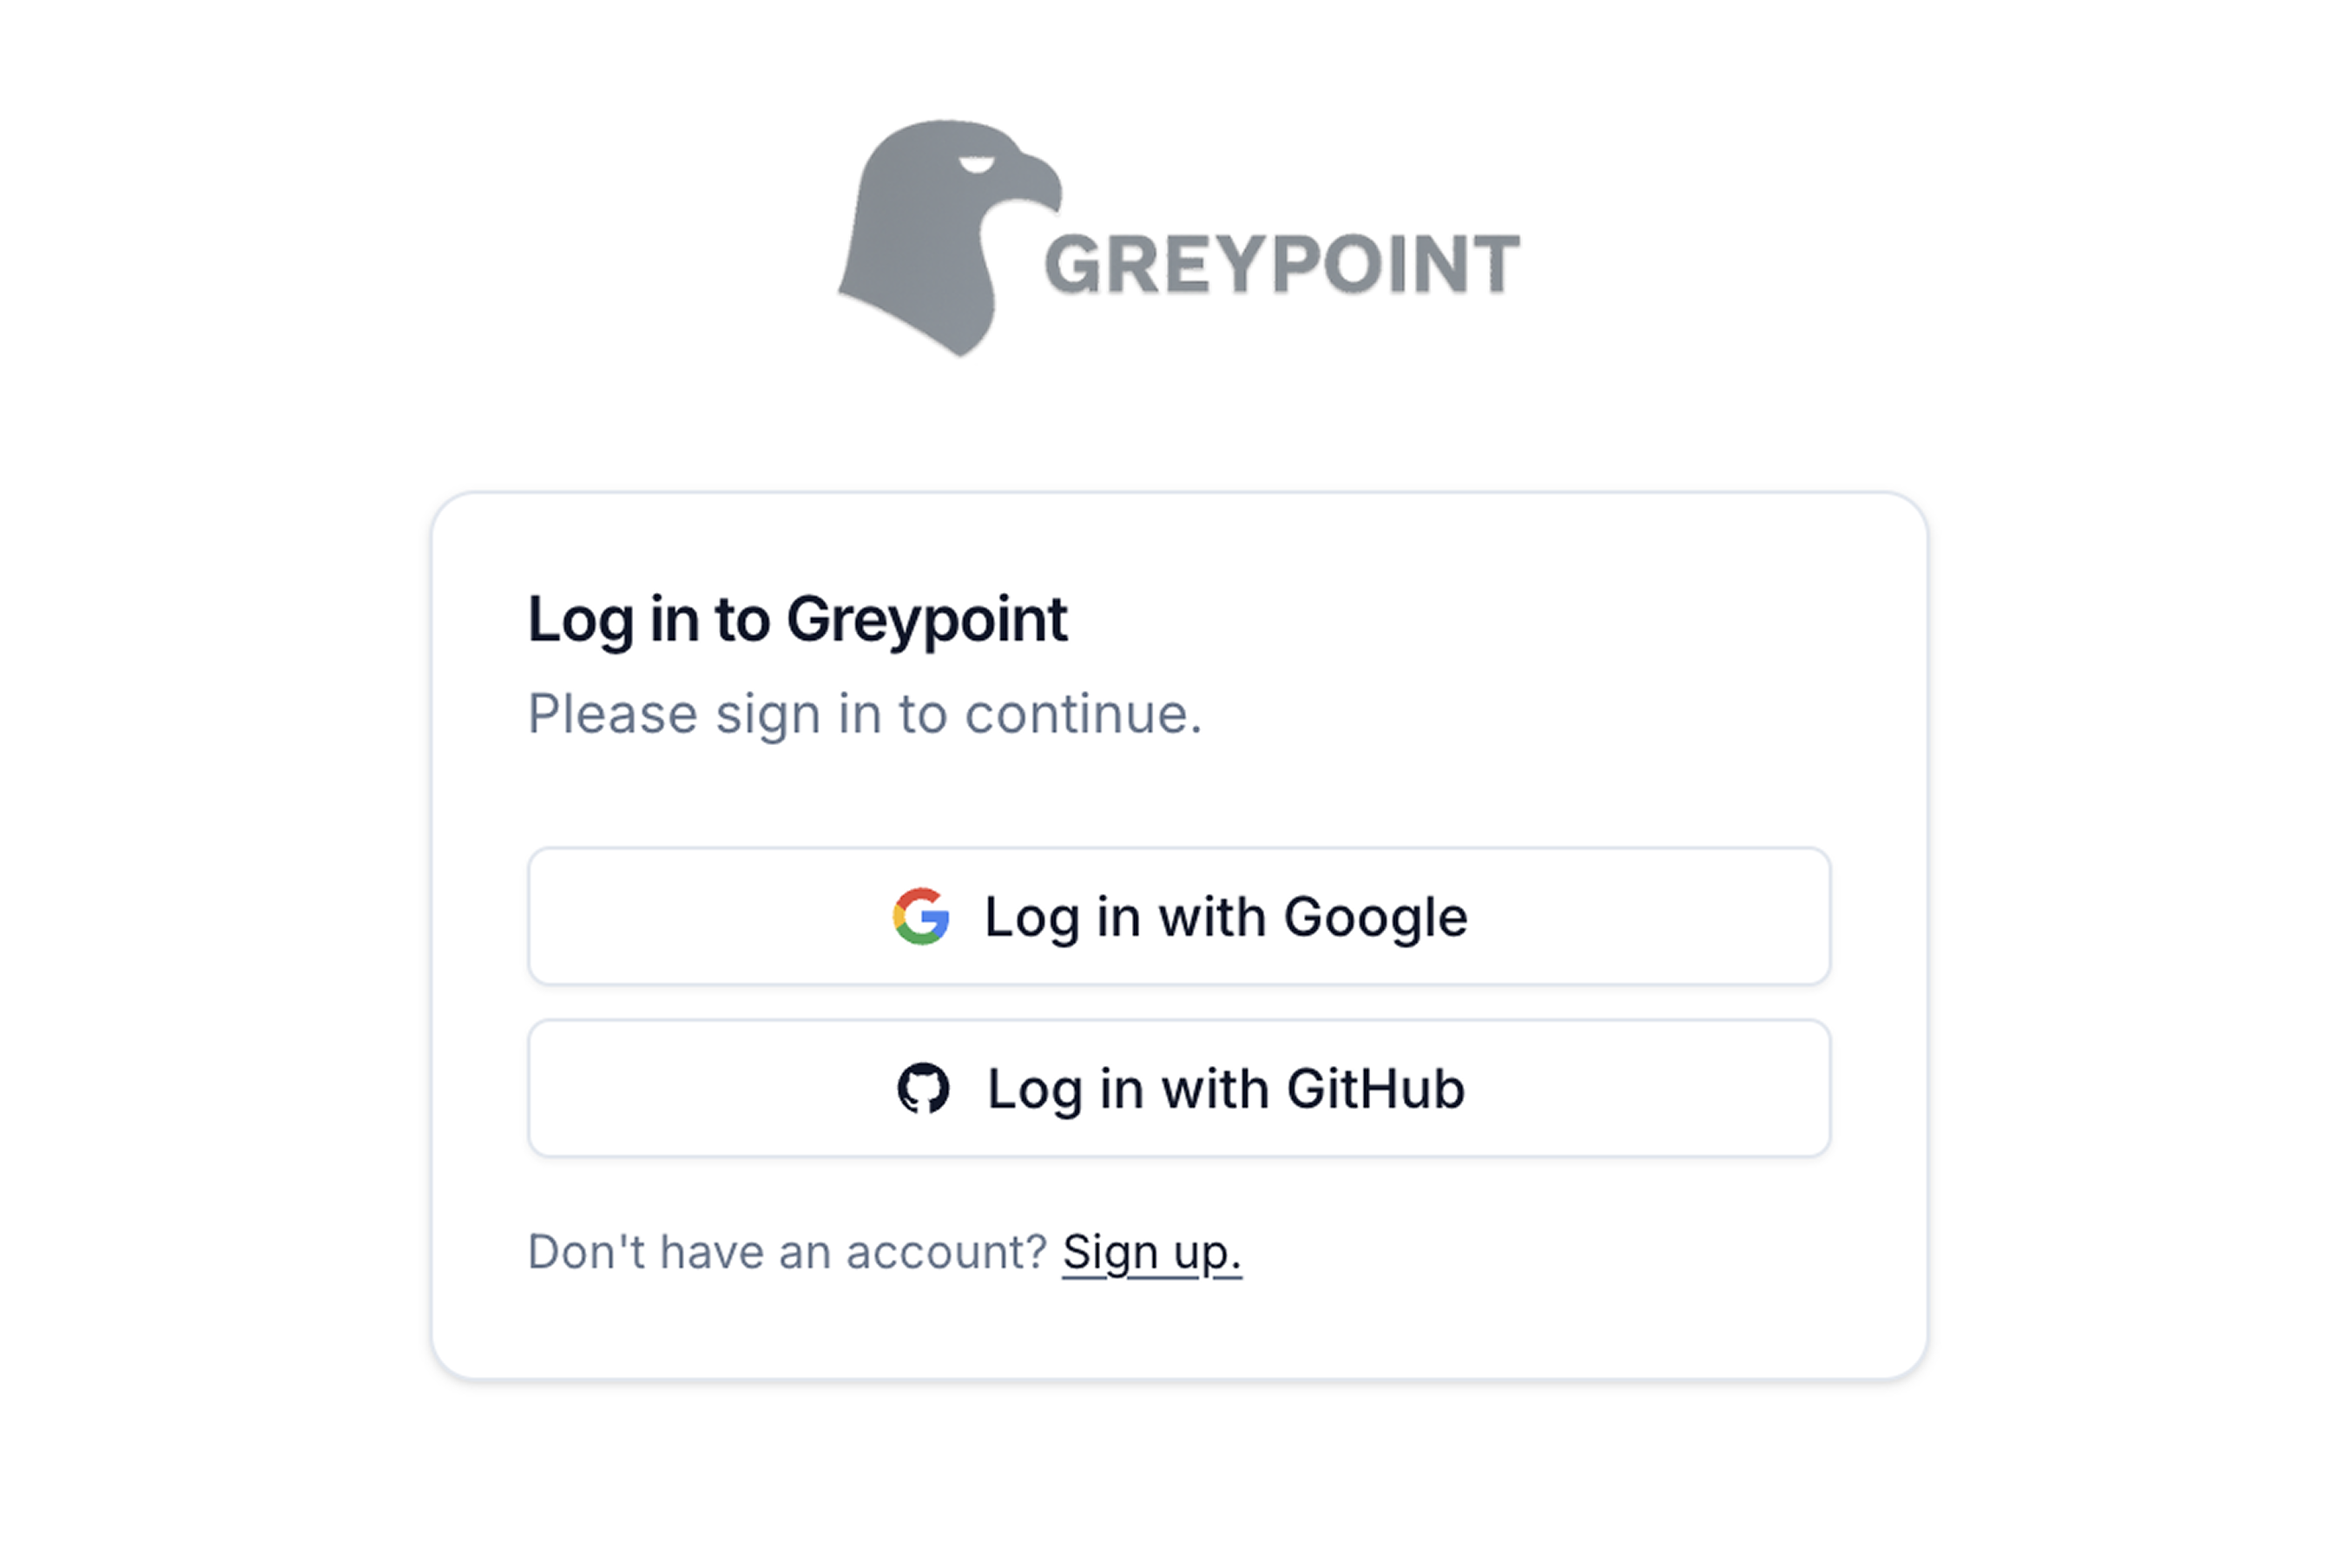 GREYPOINT
Log in to Greypoint
Please sign in to continue.
Log in with Google
Log in with GitHub
Don't have an account? Sign up.